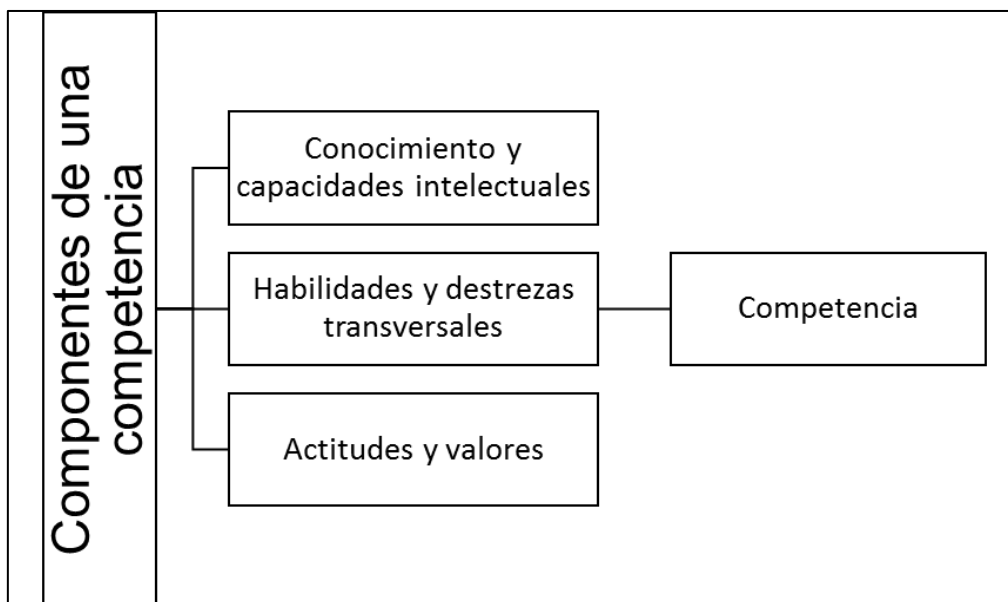 Componentes de una
competencia
Conocimiento y
capacidades intelectuales
Habilidades y destrezas
transversales
Competencia
Actitudes y valores